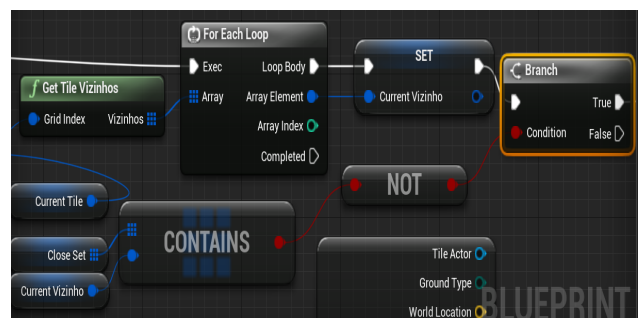 For Each Loop
Exec
Loop Body
Array
Array Element
Array Index
Completed
SET
Current Vizinho
Branch
True
Condition
False
f Get Tile Vizinhos
Grid Index
Vizinhos
NOT
Current Tile
CONTAINS
Close Set
Current Vizinho
Tile Actor
Ground Type
World Location
BLUEPRINT